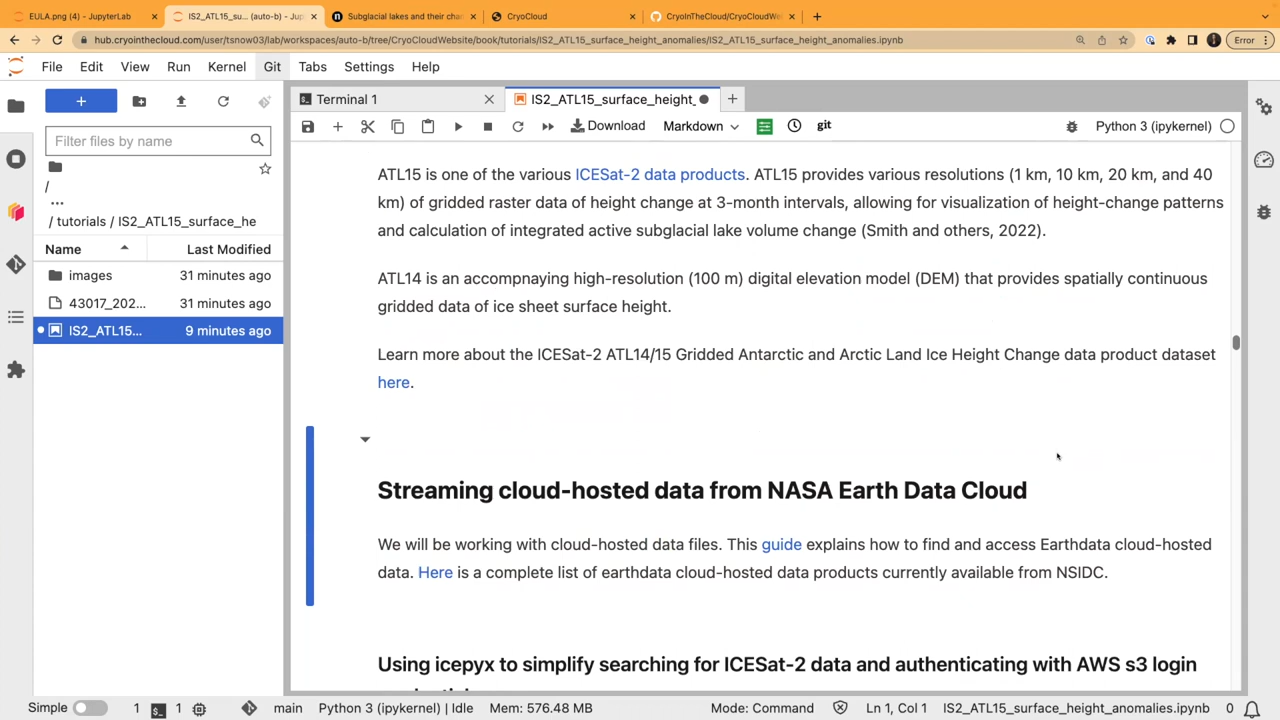 EULA.png (4) - JupyterLab
IS2_ATL15_su... (auto-b) - Jup
Subglacial lakes and their cha
CryoCloud
CryoInTheCloud/CryoCloudWe
hub.cryointhecloud.com/user/tsnow03/lab/workspaces/auto-b/tree/CryoCloudWebsite/book/tutorials/IS2_ATL15_surface_height_anomalies/IS2_ATL15_surface_height_anomalies.ipynb
Error
File Edit View Run Kernel Git Tabs Settings Help
Terminal 1
IS2_ATL15_surface_height_
Download
Markdown
git
Python 3 (ipykernel)
Filter files by name
/
...
/ tutorials / IS2_ATL15_surface_he
Name Last Modified
images 31 minutes ago
43017_202... 31 minutes ago
IS2_ATL15... 9 minutes ago
ATL15 is one of the various ICESat-2 data products. ATL15 provides various resolutions (1 km, 10 km, 20 km, and 40
km) of gridded raster data of height change at 3-month intervals, allowing for visualization of height-change patterns
and calculation of integrated active subglacial lake volume change (Smith and others, 2022).
ATL14 is an accompnaying high-resolution (100 m) digital elevation model (DEM) that provides spatially continuous
gridded data of ice sheet surface height.
Learn more about the ICESat-2 ATL14/15 Gridded Antarctic and Arctic Land Ice Height Change data product dataset
here.
Streaming cloud-hosted data from NASA Earth Data Cloud
We will be working with cloud-hosted data files. This guide explains how to find and access Earthdata cloud-hosted
data. Here is a complete list of earthdata cloud-hosted data products currently available from NSIDC.
Using icepyx to simplify searching for ICESat-2 data and authenticating with AWS s3 login
Simple 1 1 main Python 3 (ipykernel) | Idle Mem: 576.48 MB Mode: Command Ln 1, Col 1 IS2_ATL15_surface_height_anomalies.ipynb 0